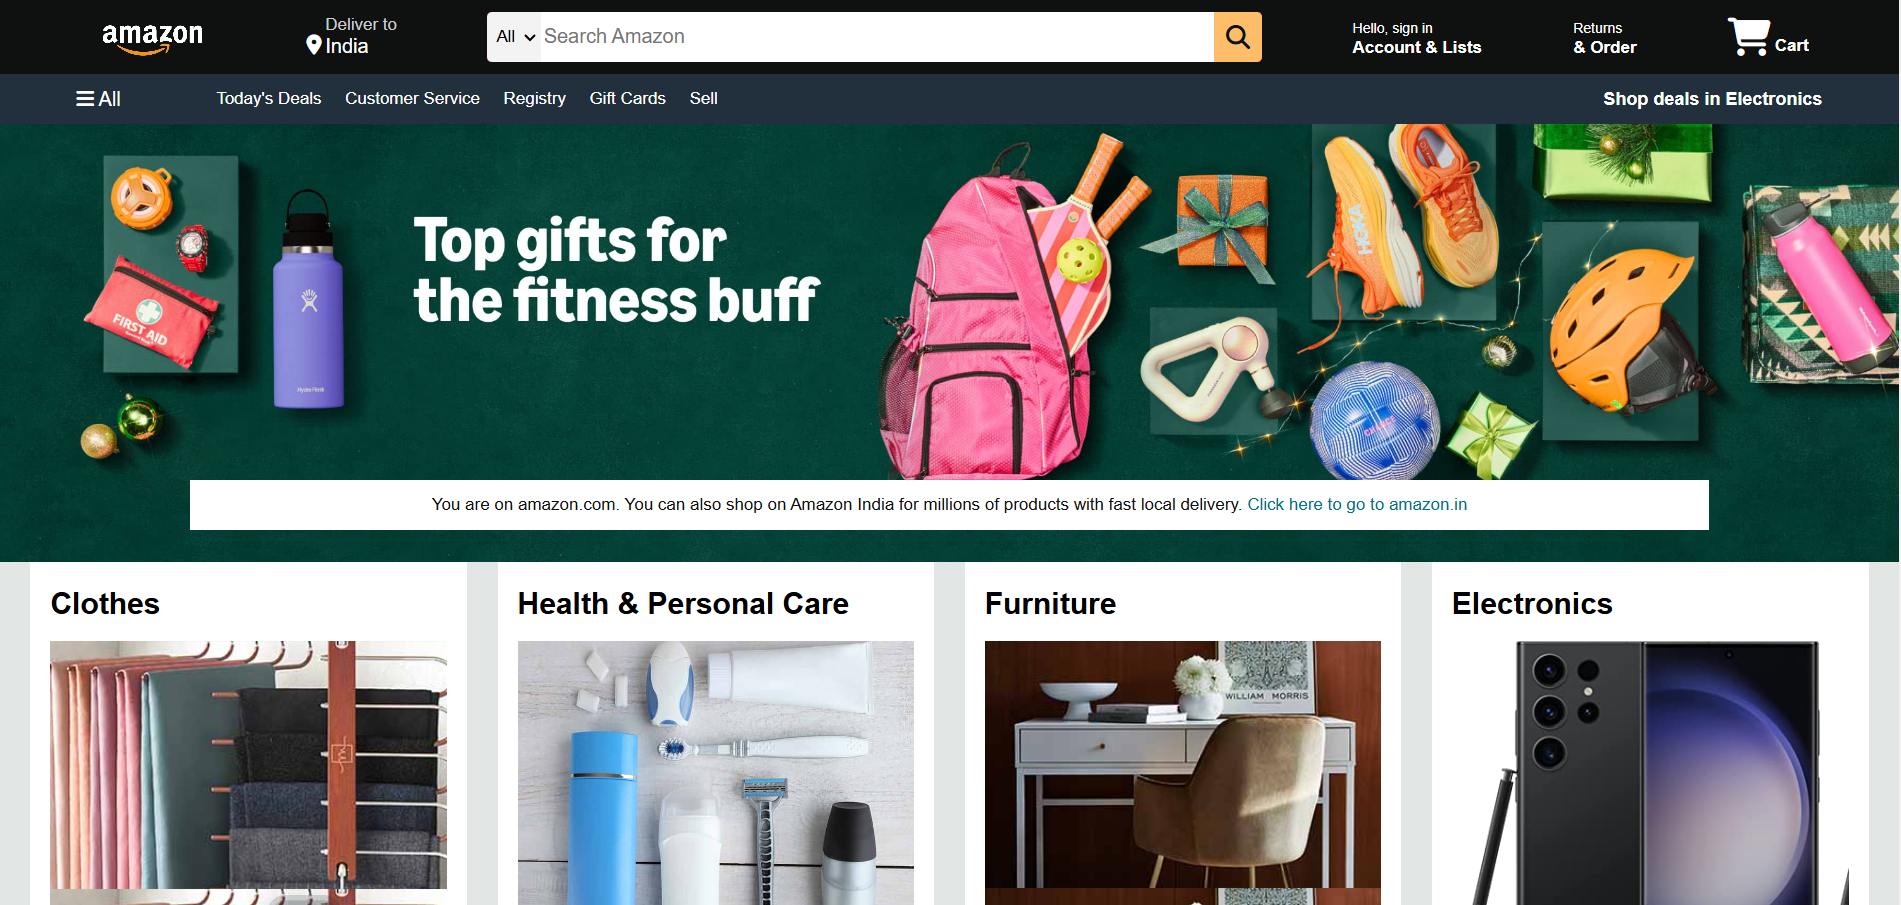 amazon
Deliver to
India
All
Search Amazon
Hello, sign in
Account & Lists
Returns
& Order
Cart
All
Today's Deals
Customer Service
Registry
Gift Cards
Sell
Shop deals in Electronics
Top gifts for
the fitness buff
FIRST AID
Hydro Flask
HOKA
You are on amazon.com. You can also shop on Amazon India for millions of products with fast local delivery. Click here to go to amazon.in
Clothes
Health & Personal Care
Furniture
Electronics
WILLIAM MORRIS